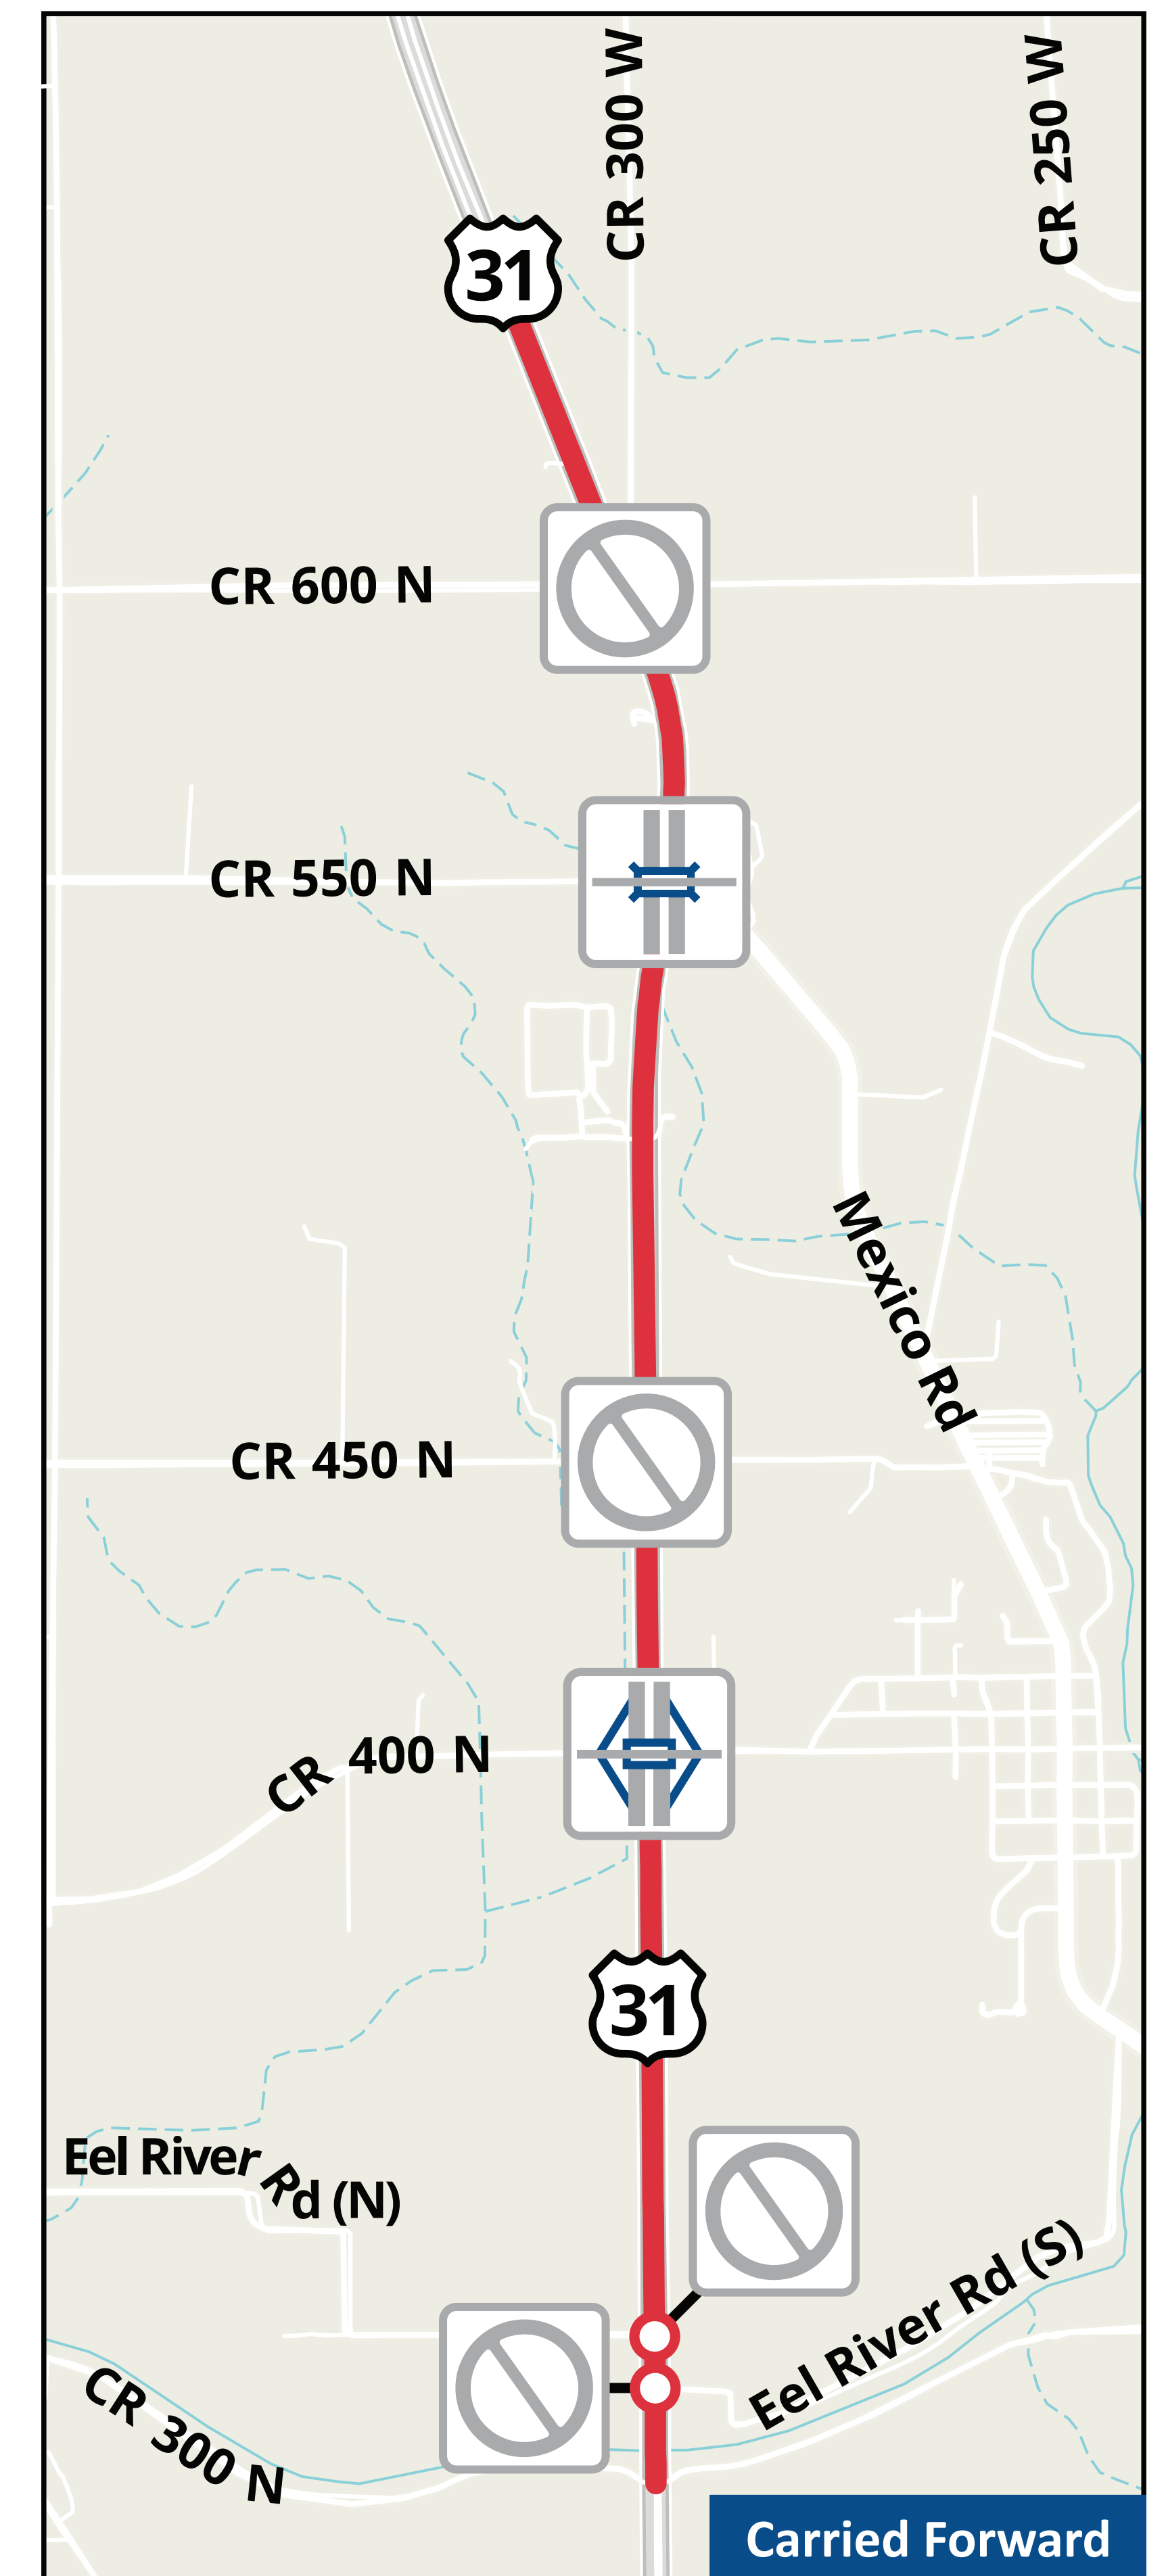 CR 300 W
CR 250 W
31
CR 600 N
CR 550 N
Mexico Rd
CR 450 N
CR 400 N
31
Eel River Rd (N)
Eel River Rd (S)
CR 300 N
Carried Forward